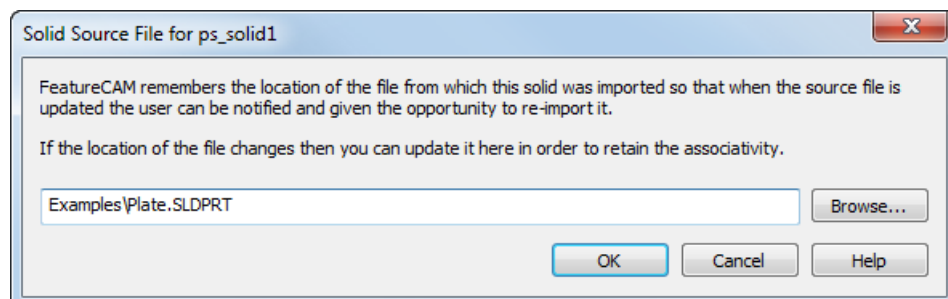 Solid Source File for ps_solid1
FeatureCAM remembers the location of the file from which this solid was imported so that when the source file is
updated the user can be notified and given the opportunity to re-import it.
If the location of the file changes then you can update it here in order to retain the associativity.
Examples\Plate.SLDPRT Browse...
OK Cancel Help